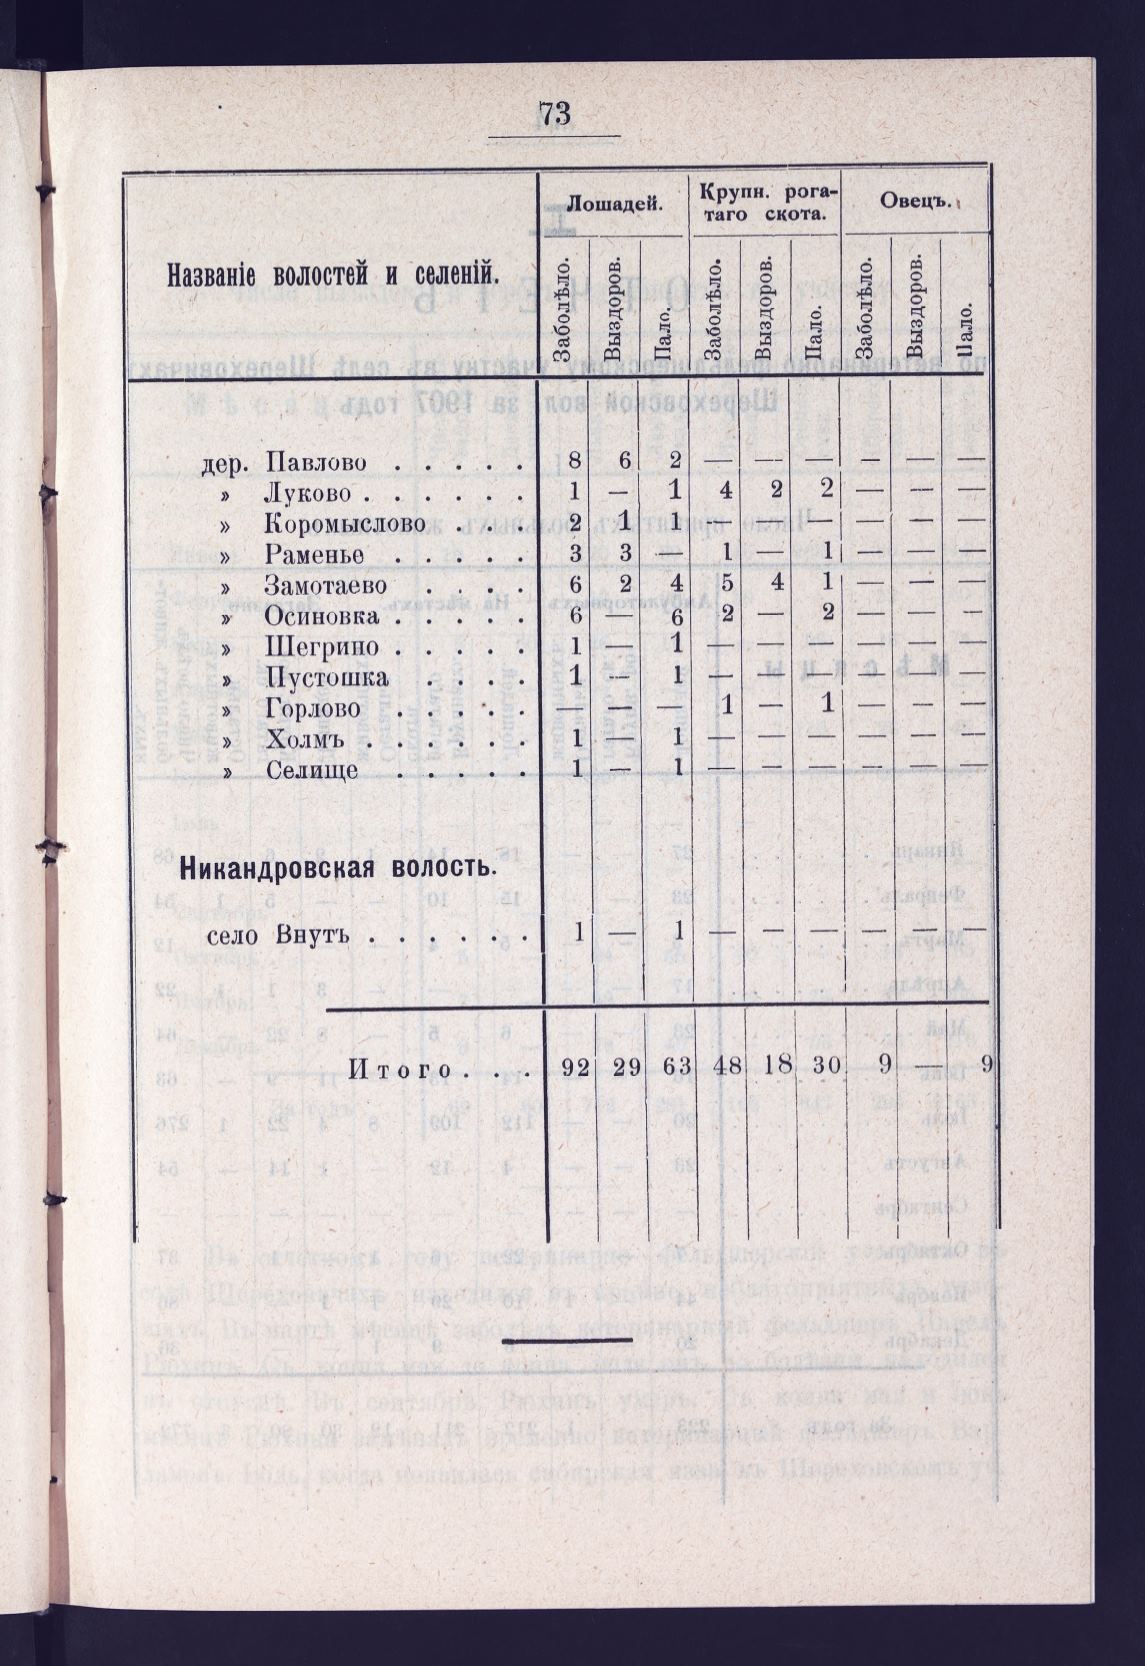 73
Названіе волостей и селеній.
Лошадей.
Крупн. рога-
таго скота.
Овецъ.
Заболѣло.
Выздоров.
Пало.
Заболѣло.
Выздоров.
Пало.
Заболѣло.
Выздоров.
Пало.
дер. Павлово . . . . . 8 6 2 — — — — — —
» Луково . . . . . . 1 — 1 4 2 2 — — —
» Коромыслово . . . 2 1 1 — — — — — —
» Раменье . . . . . 3 3 — 1 — 1 — — —
» Замотаево . . . . 6 2 4 5 4 1 — — —
» Осиновка . . . . . 6 — 6 2 — 2 — — —
» Шегрино . . . . . 1 — 1 — — — — — —
» Пустошка . . . . 1 — 1 — — — — — —
» Горлово . . . . . — — — 1 — 1 — — —
» Холмъ . . . . . . 1 — 1 — — — — — —
» Селище . . . . . 1 — 1 — — — — — —
Никандровская волость.
село Внутъ . . . . . . 1 — 1 — — — — — —
Итого . . . 92 29 63 48 18 30 9 — 9